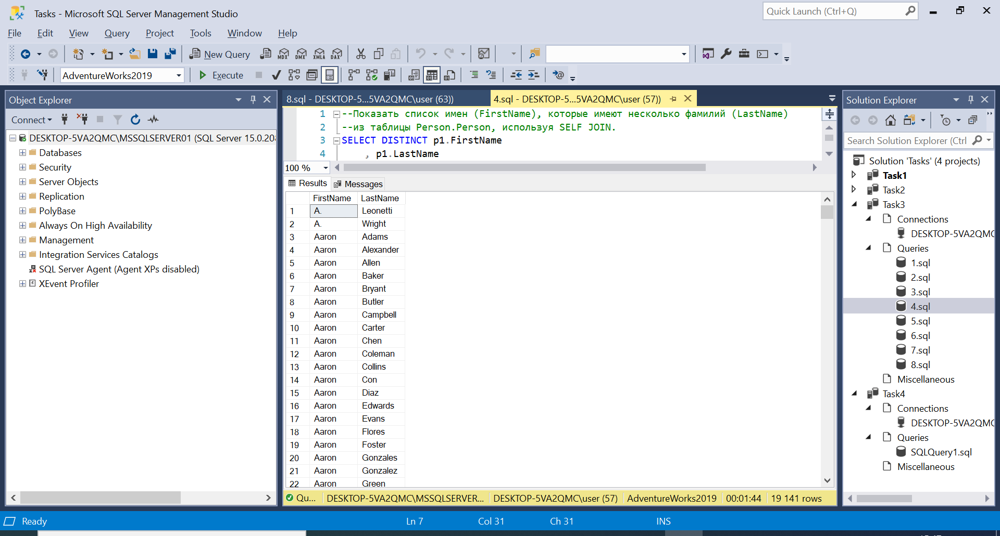 Tasks - Microsoft SQL Server Management Studio
Quick Launch (Ctrl+Q)
File Edit View Query Project Tools Window Help
New Query
MDX DMX XMLA DAX
AdventureWorks2019
Execute
Object Explorer
Connect
DESKTOP-5VA2QMC\MSSQLSERVER01 (SQL Server 15.0.20
Databases
Security
Server Objects
Replication
PolyBase
Always On High Availability
Management
Integration Services Catalogs
SQL Server Agent (Agent XPs disabled)
XEvent Profiler
8.sql - DESKTOP-5...5VA2QMC\user (63))
4.sql - DESKTOP-5...5VA2QMC\user (57))
1 --Показать список имен (FirstName), которые имеют несколько фамилий (LastName)
2 --из таблицы Person.Person, используя SELF JOIN.
3 SELECT DISTINCT p1.FirstName
4 , p1.LastName
100 %
Results Messages
FirstName LastName
1 A. Leonetti
2 A. Wright
3 Aaron Adams
4 Aaron Alexander
5 Aaron Allen
6 Aaron Baker
7 Aaron Bryant
8 Aaron Butler
9 Aaron Campbell
10 Aaron Carter
11 Aaron Chen
12 Aaron Coleman
13 Aaron Collins
14 Aaron Con
15 Aaron Diaz
16 Aaron Edwards
17 Aaron Evans
18 Aaron Flores
19 Aaron Foster
20 Aaron Gonzales
21 Aaron Gonzalez
22 Aaron Green
Qu... DESKTOP-5VA2QMC\MSSQLSERVER... DESKTOP-5VA2QMC\user (57) AdventureWorks2019 00:01:44 19 141 rows
Solution Explorer
Search Solution Explorer (Ctrl
Solution 'Tasks' (4 projects)
Task1
Task2
Task3
Connections
DESKTOP-5VA2QMC
Queries
1.sql
2.sql
3.sql
4.sql
5.sql
6.sql
7.sql
8.sql
Miscellaneous
Task4
Connections
DESKTOP-5VA2QMC
Queries
SQLQuery1.sql
Miscellaneous
Ready Ln 7 Col 31 Ch 31 INS